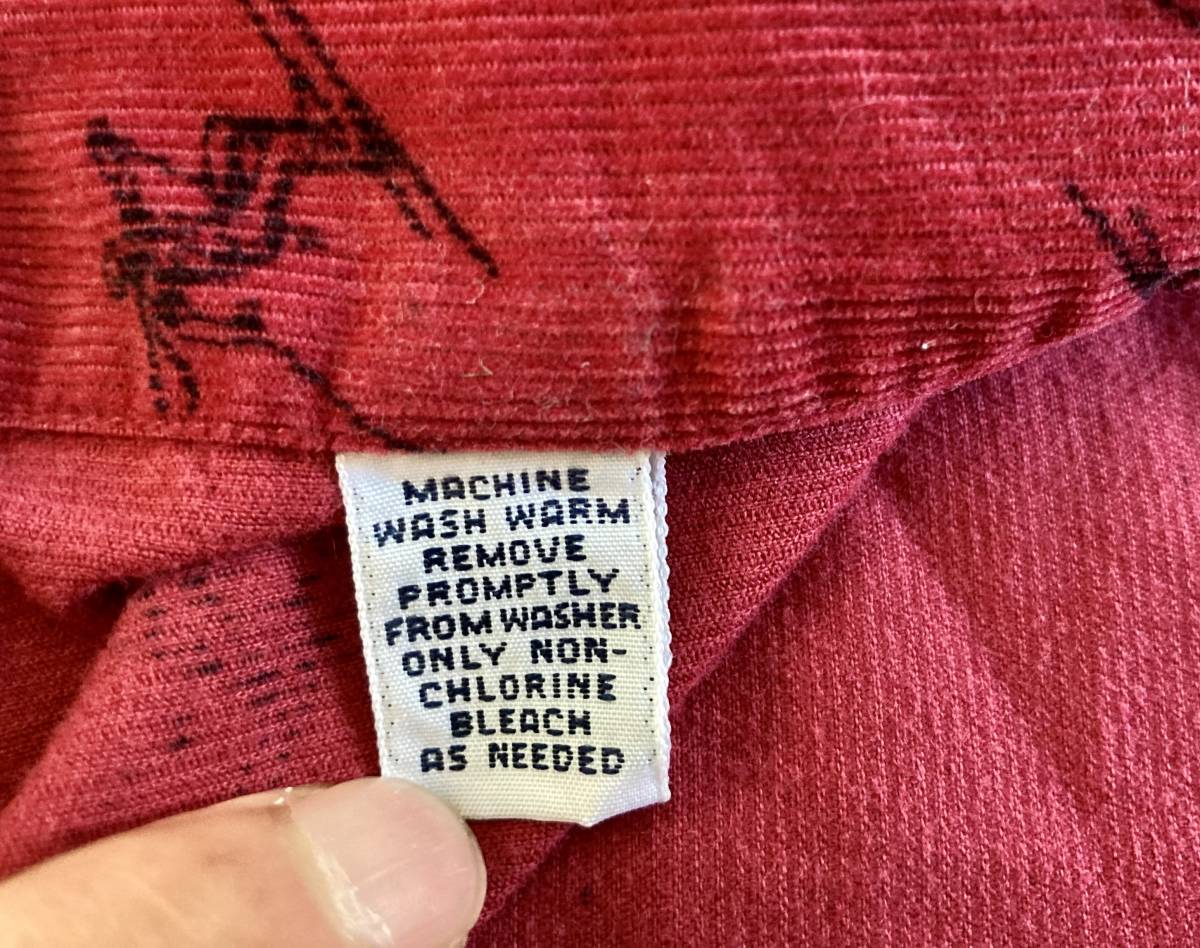 MACHINE
WASH WARM
REMOVE
PROMPTLY
FROM WASHER
ONLY NON-
CHLORINE
BLEACH
AS NEEDED